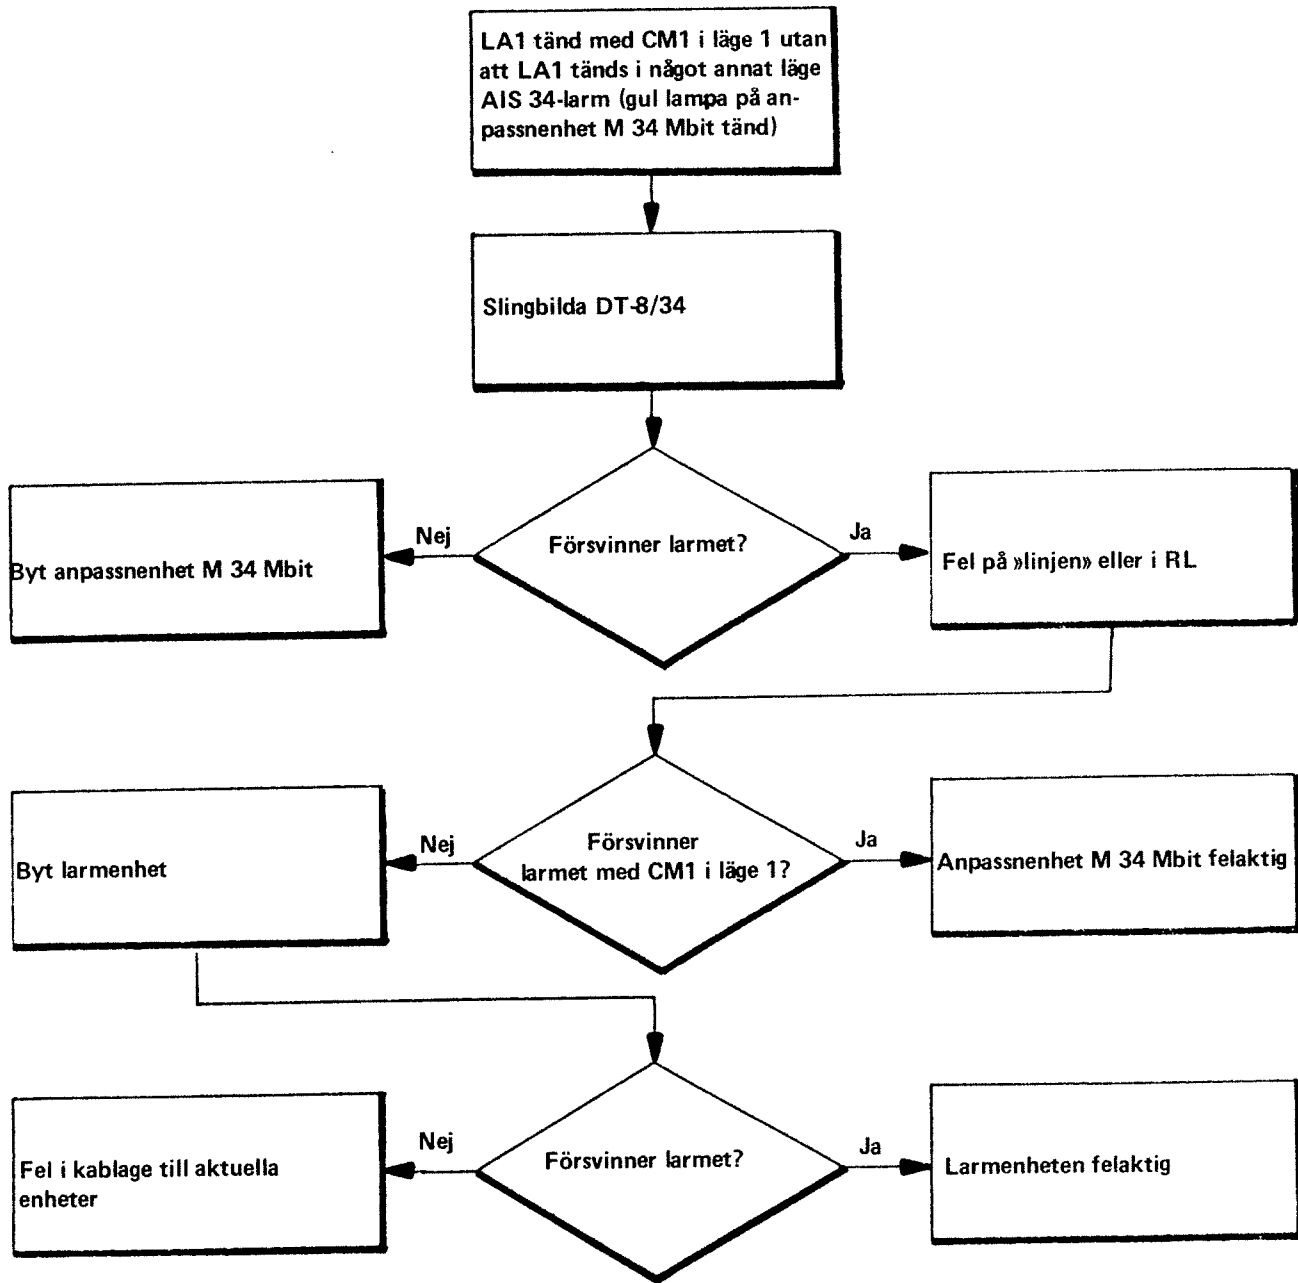 LA1 tänd med CM1 i läge 1 utan
att LA1 tänds i något annat läge
AIS 34-larm (gul lampa på an-
passnenhet M 34 Mbit tänd)
Slingbilda DT-8/34
Nej
Försvinner larmet?
Ja
Byt anpassnenhet M 34 Mbit
Fel på »linjen» eller i RL
Nej
Försvinner
larmet med CM1 i läge 1?
Ja
Byt larmenhet
Anpassnenhet M 34 Mbit felaktig
Nej
Försvinner larmet?
Ja
Fel i kablage till aktuella
enheter
Larmenheten felaktig